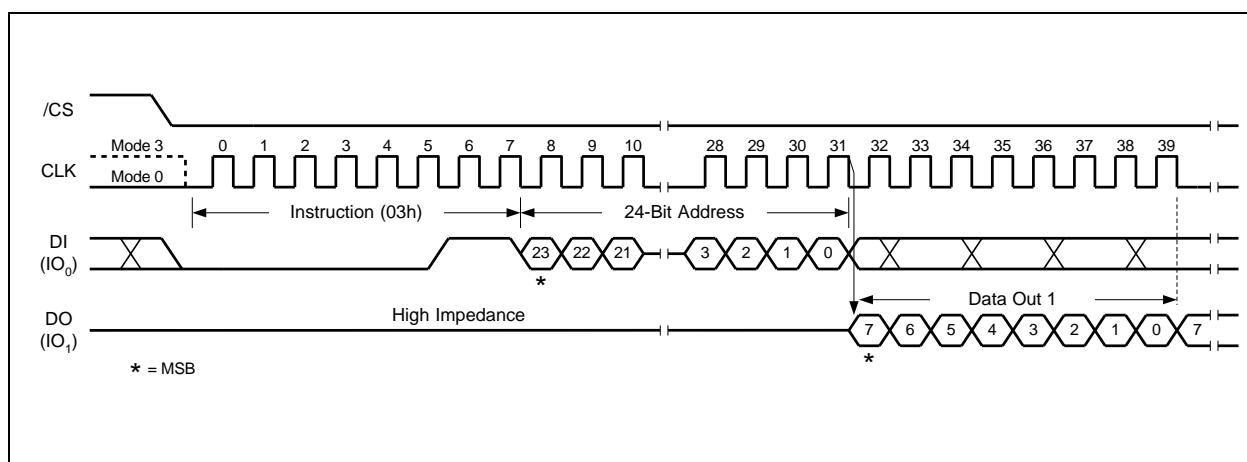 /CS
Mode 3
0 1 2 3 4 5 6 7 8 9 10 28 29 30 31 32 33 34 35 36 37 38 39
CLK
Mode 0
Instruction (03h) 24-Bit Address
DI
(IO0)
23 22 21 3 2 1 0
*
Data Out 1
High Impedance
DO
(IO1)
7 6 5 4 3 2 1 0 7
*
* = MSB